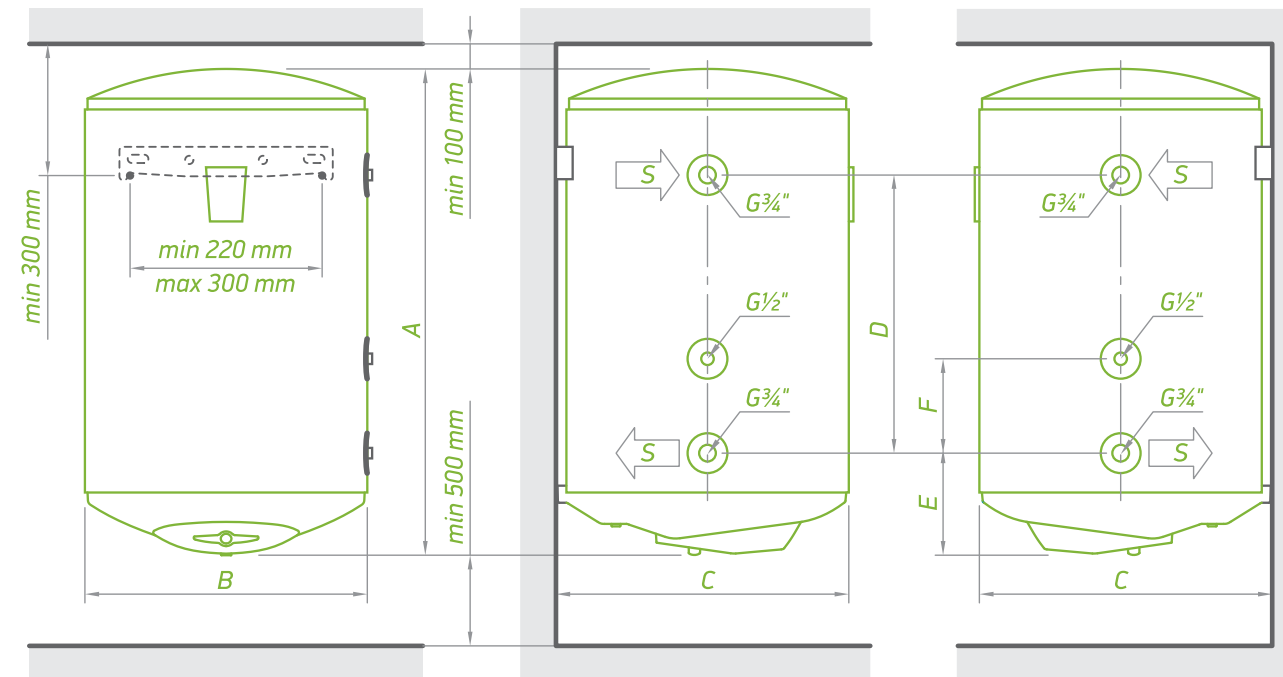 min 300 mm
min 220 mm
max 300 mm
A
B
min 100 mm
min 500 mm
S
G¾"
G½"
G¾"
S
C
D
F
E
G¾"
S
G½"
G¾"
S
C